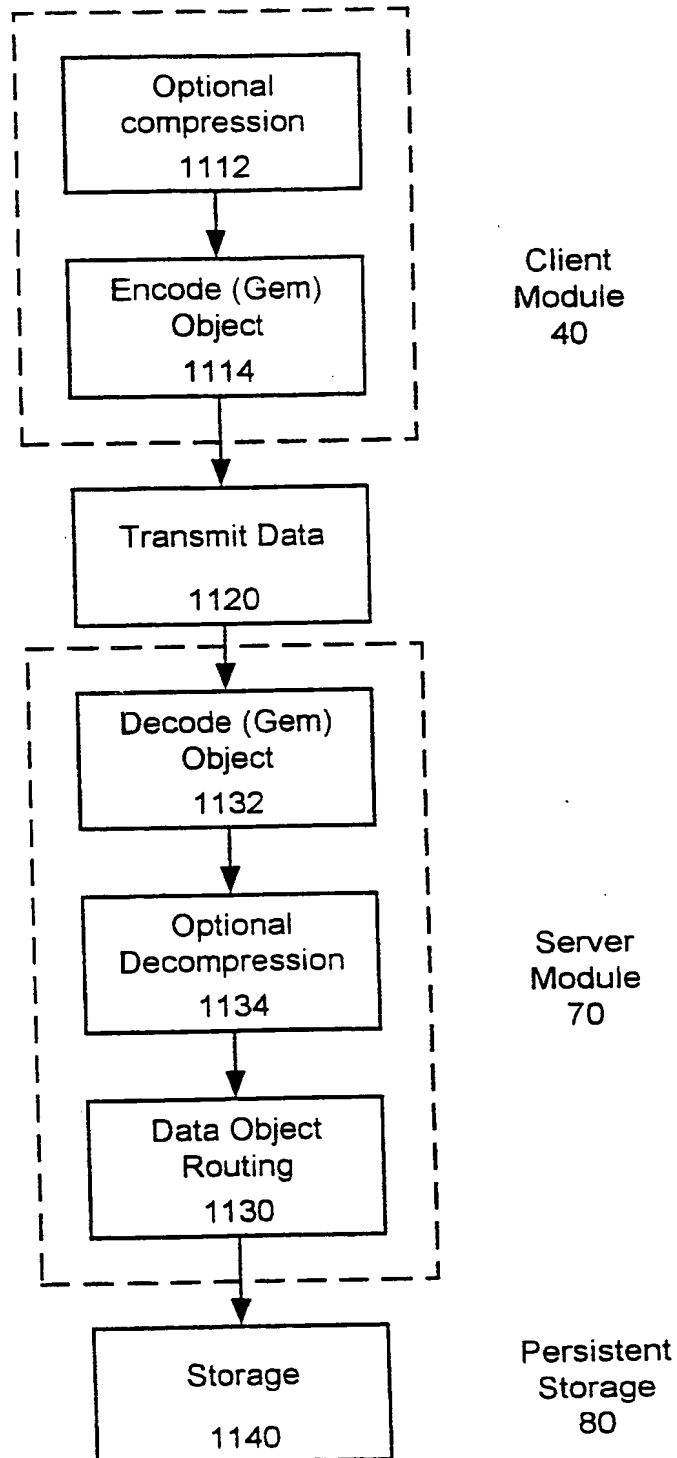 Optional
compression
1112
Encode (Gem)
Object
1114
Client
Module
40
Transmit Data
1120
Decode (Gem)
Object
1132
Optional
Decompression
1134
Server
Module
70
Data Object
Routing
1130
Storage
1140
Persistent
Storage
80